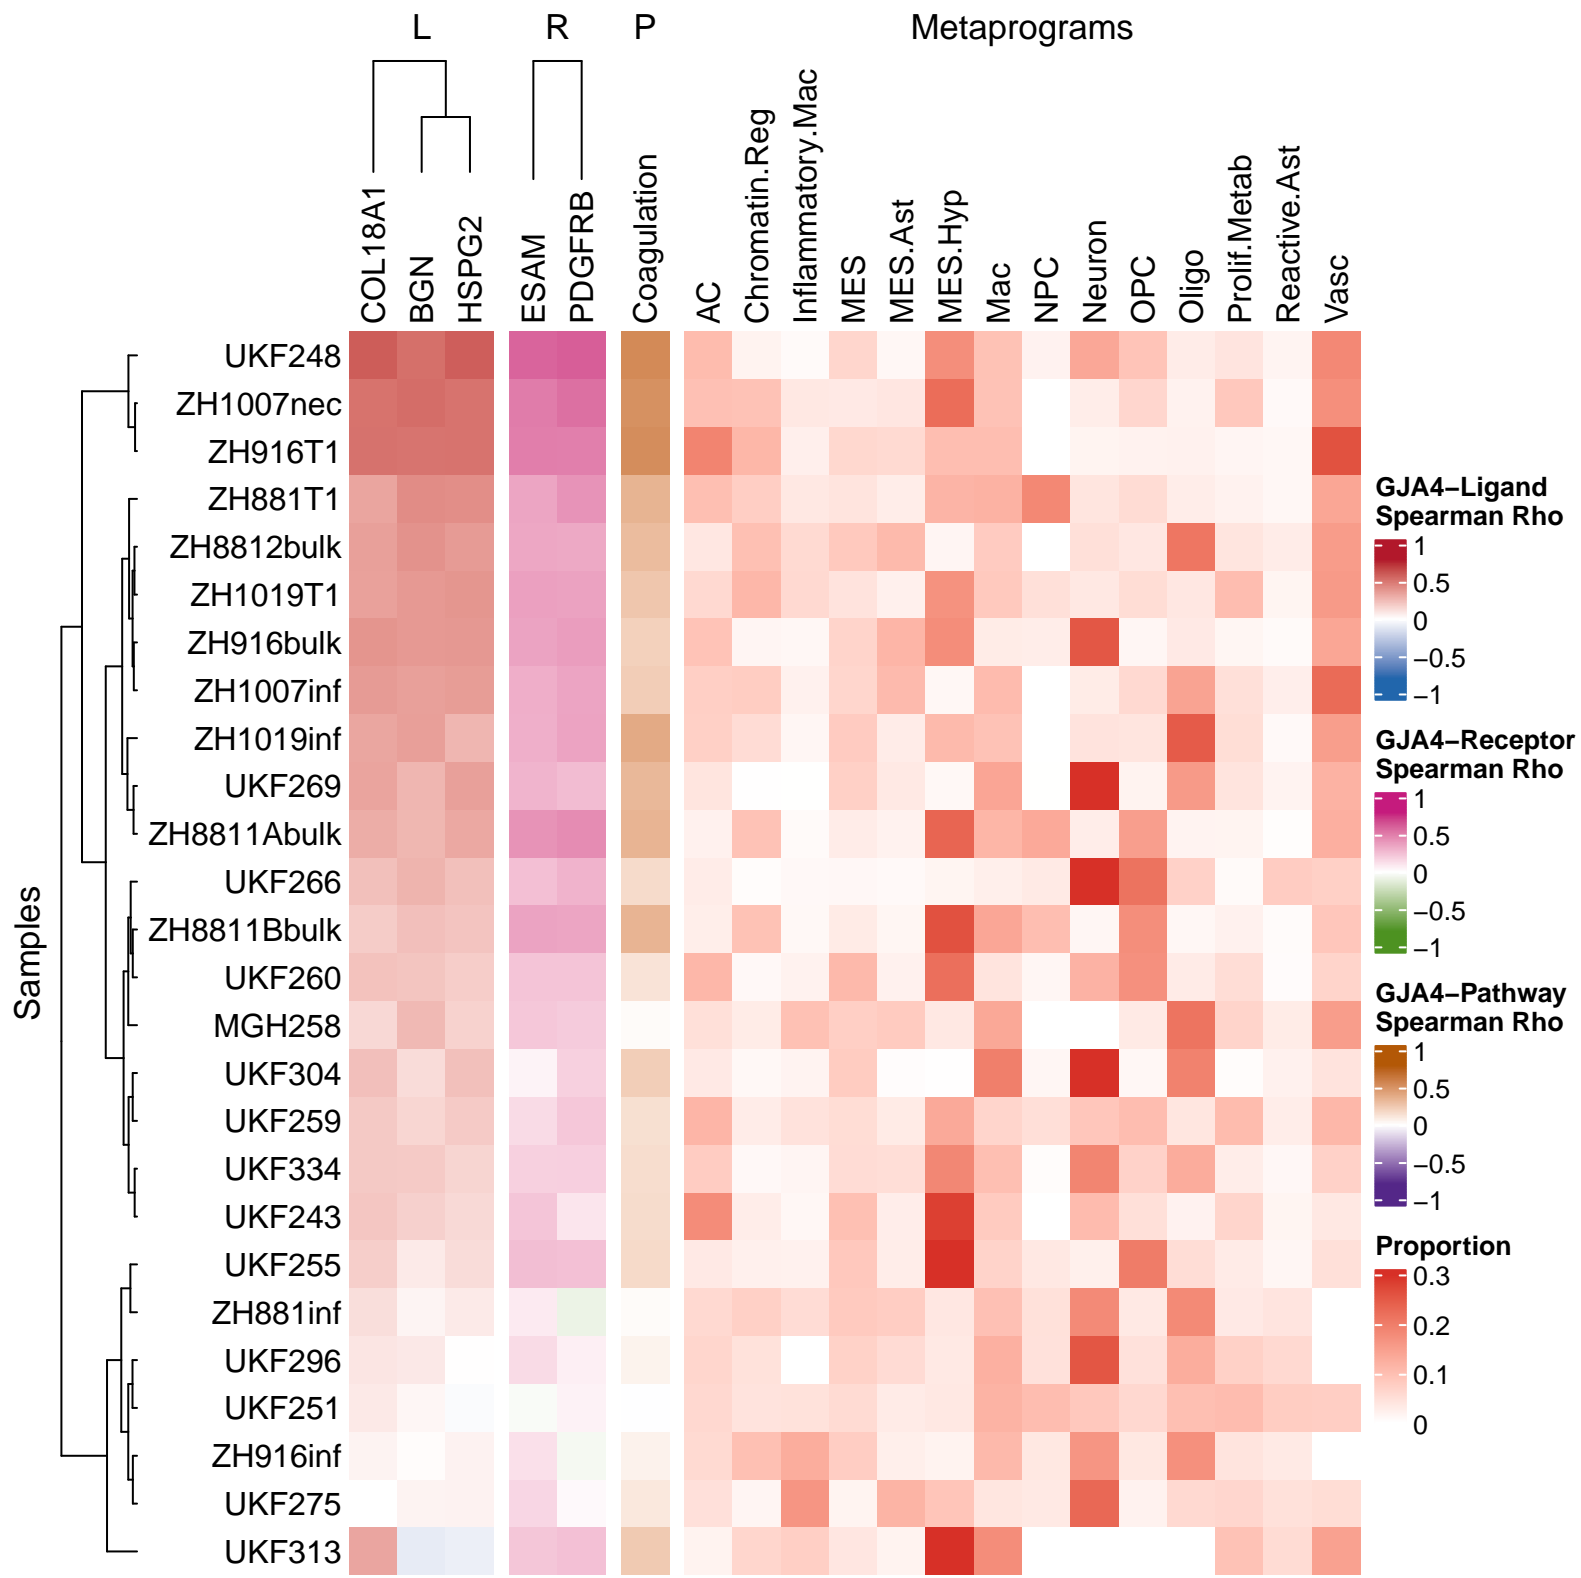 L R P Metaprograms
COL18A1
BGN
HSPG2
ESAM
PDGFRB
Coagulation
AC
Chromatin.Reg
Inflammatory.Mac
MES
MES.Ast
MES.Hyp
Mac
NPC
Neuron
OPC
Oligo
Prolif.Metab
Reactive.Ast
Vasc
Samples
UKF248
ZH1007nec
ZH916T1
ZH881T1
ZH8812bulk
ZH1019T1
ZH916bulk
ZH1007inf
ZH1019inf
UKF269
ZH8811Abulk
UKF266
ZH8811Bbulk
UKF260
MGH258
UKF304
UKF259
UKF334
UKF243
UKF255
ZH881inf
UKF296
UKF251
ZH916inf
UKF275
UKF313
GJA4−Ligand
Spearman Rho
1
0.5
0
−0.5
−1
GJA4−Receptor
Spearman Rho
1
0.5
0
−0.5
−1
GJA4−Pathway
Spearman Rho
1
0.5
0
−0.5
−1
Proportion
0.3
0.2
0.1
0